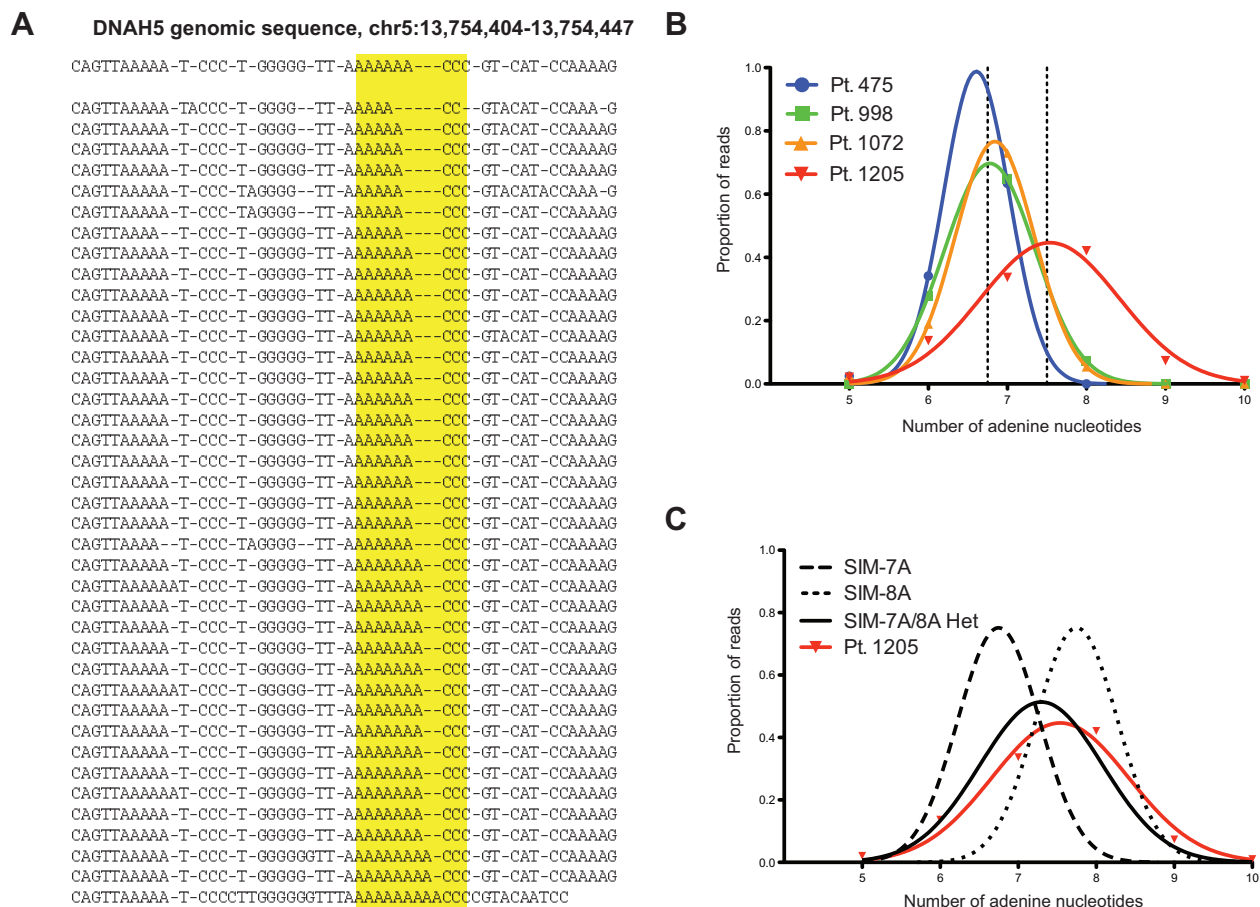 A
DNAH5 genomic sequence, chr5:13,754,404-13,754,447
CAGTTAAAAA-T-CCC-T-GGGGG-TT-AAAAAAA---CCC-GT-CAT-CCAAAAG
CAGTTAAAAA-TACCC-T-GGGG--TT-AAAAA-----CC--GTACAT-CCAAA-G
CAGTTAAAAA-T-CCC-T-GGGG--TT-AAAAAA----CCC-GTACAT-CCAAAAG
CAGTTAAAAA-T-CCC-T-GGGGG-TT-AAAAAA----CCC-GT-CAT-CCAAAAG
CAGTTAAAAA-T-CCC-T-GGGGG-TT-AAAAAA----CCC-GT-CAT-CCAAAAG
CAGTTAAAAA-T-CCC-TAGGGG--TT-AAAAAA----CCC-GTACATACCAAA-G
CAGTTAAAAA-T-CCC-TAGGGG--TT-AAAAAA----CCC-GT-CAT-CCAAAAG
CAGTTAAAA--T-CCC-T-GGGGG-TT-AAAAAA----CCC-GT-CAT-CCAAAAG
CAGTTAAAAA-T-CCC-T-GGGGG-TT-AAAAAAA---CCC-GT-CAT-CCAAAAG
CAGTTAAAAA-T-CCC-T-GGGGG-TT-AAAAAAA---CCC-GT-CAT-CCAAAAG
CAGTTAAAAA-T-CCC-T-GGGGG-TT-AAAAAAA---CCC-GT-CAT-CCAAAAG
CAGTTAAAAA-T-CCC-T-GGGGG-TT-AAAAAAA---CCC-GT-CAT-CCAAAAG
CAGTTAAAAA-T-CCC-T-GGGGG-TT-AAAAAAA---CCC-GTACAT-CCAAAAG
CAGTTAAAAA-T-CCC-T-GGGGG-TT-AAAAAAA---CCC-GT-CAT-CCAAAAG
CAGTTAAAAA-T-CCC-T-GGGGG-TT-AAAAAAA---CCC-GT-CAT-CCAAAAG
CAGTTAAAAA-T-CCC-T-GGGGG-TT-AAAAAAA---CCC-GT-CAT-CCAAAAG
CAGTTAAAAA-T-CCC-T-GGGGG-TT-AAAAAAA---CCC-GT-CAT-CCAAAAG
CAGTTAAAAA-T-CCC-T-GGGGG-TT-AAAAAAA---CCC-GT-CAT-CCAAAAG
CAGTTAAAAA-T-CCC-T-GGGGG-TT-AAAAAAA---CCC-GT-CAT-CCAAAAG
CAGTTAAAAA-T-CCC-T-GGGGG-TT-AAAAAAA---CCC-GT-CAT-CCAAAAG
CAGTTAAAAA-T-CCC-T-GGGGG-TT-AAAAAAA---CCC-GT-CAT-CCAAAAG
CAGTTAAAAA-T-CCC-T-GGGGG-TT-AAAAAAA---CCC-GT-CAT-CCAAAAG
CAGTTAAAA--T-CCC-TAGGGG--TT-AAAAAAA---CCC-GT-CAT-CCAAAAG
CAGTTAAAAA-T-CCC-T-GGGGG-TT-AAAAAAAA--CCC-GT-CAT-CCAAAAG
CAGTTAAAAAAT-CCC-T-GGGGG-TT-AAAAAAAA--CCC-GT-CAT-CCAAAAG
CAGTTAAAAA-T-CCC-T-GGGGG-TT-AAAAAAAA--CCC-GT-CAT-CCAAAAG
CAGTTAAAAA-T-CCC-T-GGGGG-TT-AAAAAAAA--CCC-GT-CAT-CCAAAAG
CAGTTAAAAA-T-CCC-T-GGGGG-TT-AAAAAAAA--CCC-GT-CAT-CCAAAAG
CAGTTAAAAA-T-CCC-T-GGGGG-TT-AAAAAAAA--CCC-GT-CAT-CCAAAAG
CAGTTAAAAAAT-CCC-T-GGGGG-TT-AAAAAAAA--CCC-GT-CAT-CCAAAAG
CAGTTAAAAA-T-CCC-T-GGGGG-TT-AAAAAAAA--CCC-GT-CAT-CCAAAAG
CAGTTAAAAA-T-CCC-T-GGGGG-TT-AAAAAAAA--CCC-GT-CAT-CCAAAAG
CAGTTAAAAA-T-CCC-T-GGGGG-TT-AAAAAAAA--CCC-GT-CAT-CCAAAAG
CAGTTAAAAA-T-CCC-T-GGGGG-TT-AAAAAAAA--CCC-GT-CAT-CCAAAAG
CAGTTAAAAAAT-CCC-T-GGGGG-TT-AAAAAAAA--CCC-GT-CAT-CCAAAAG
CAGTTAAAAA-T-CCC-T-GGGGG-TT-AAAAAAAA--CCC-GT-CAT-CCAAAAG
CAGTTAAAAA-T-CCC-T-GGGGG-TT-AAAAAAAA--CCC-GT-CAT-CCAAAAG
CAGTTAAAAA-T-CCC-T-GGGGGGTT-AAAAAAAAA-CCC-GT-CAT-CCAAAAG
CAGTTAAAAA-T-CCC-T-GGGGG-TT-AAAAAAAAA-CCC-GT-CAT-CCAAAAG
CAGTTAAAAA-T-CCCCTTGGGGGGTTTAAAAAAAAAACCCCGTACAATCC
B
Pt. 475
Pt. 998
Pt. 1072
Pt. 1205
Proportion of reads
1.0
0.8
0.6
0.4
0.2
0.0
5 6 7 8 9 10
Number of adenine nucleotides
C
SIM-7A
SIM-8A
SIM-7A/8A Het
Pt. 1205
Proportion of reads
1.0
0.8
0.6
0.4
0.2
0.0
5 6 7 8 9 10
Number of adenine nucleotides